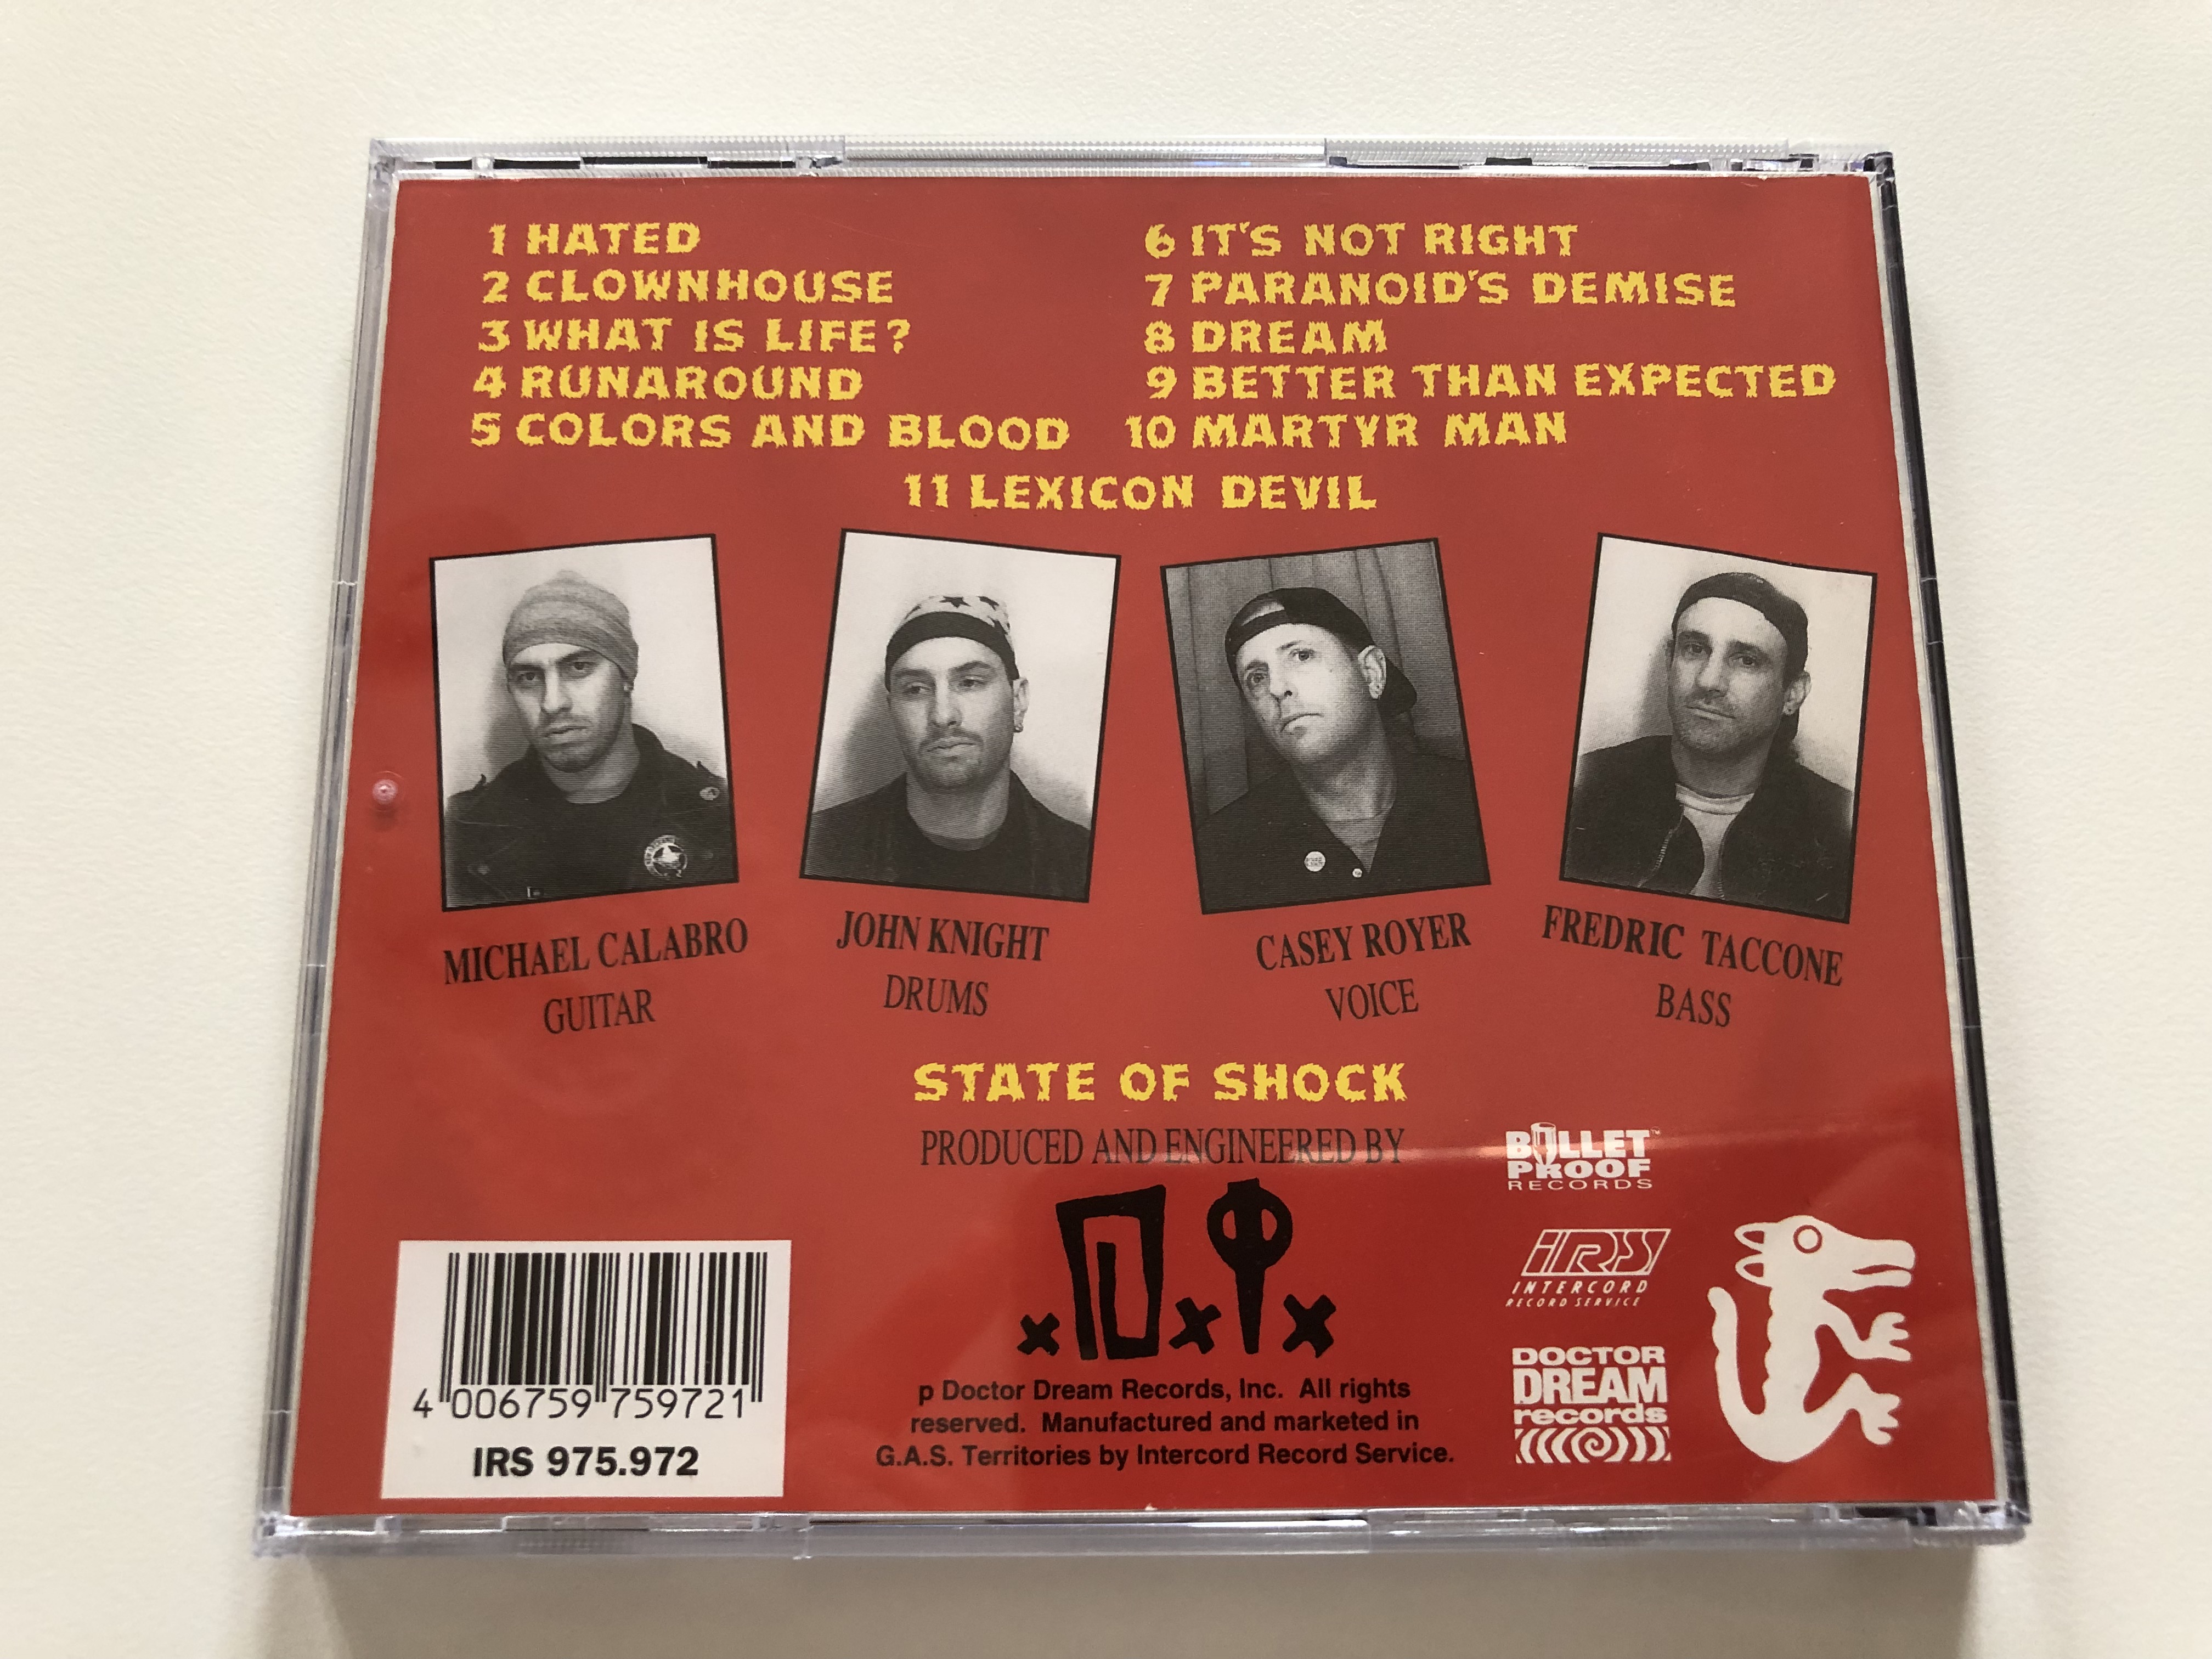 1 HATED
2 CLOWNHOUSE
3 WHAT IS LIFE?
4 RUNAROUND
5 COLORS AND BLOOD
6 IT'S NOT RIGHT
7 PARANOID'S DEMISE
8 DREAM
9 BETTER THAN EXPECTED
10 MARTYR MAN
11 LEXICON DEVIL
MICHAEL CALABRO
GUITAR
JOHN KNIGHT
DRUMS
CASEY ROYER
VOICE
FREDRIC TACCONE
BASS
STATE OF SHOCK
PRODUCED AND ENGINEERED BY
p Doctor Dream Records, Inc. All rights
reserved. Manufactured and marketed in
G.A.S. Territories by Intercord Record Service.
4 006759 759721
IRS 975.972
BULLET™
PROOF
RECORDS
IRS
INTERCORD
RECORD SERVICE
DOCTOR
DREAM
records